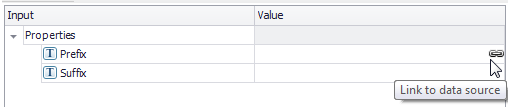 Input Value
Properties
T Prefix
T Suffix
Link to data source